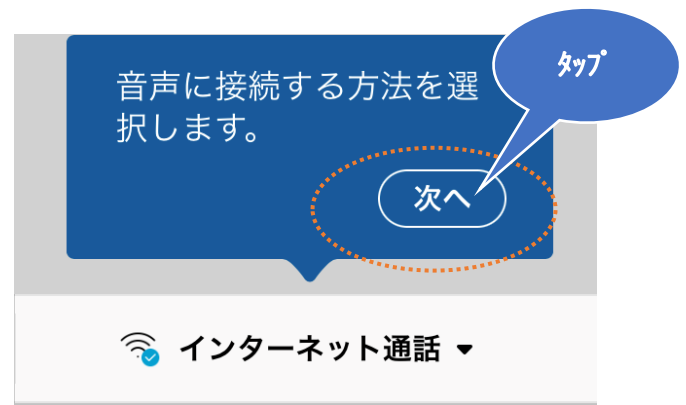 音声に接続する方法を選
択します。
ﾀｯﾌﾟ
次へ
インターネット通話